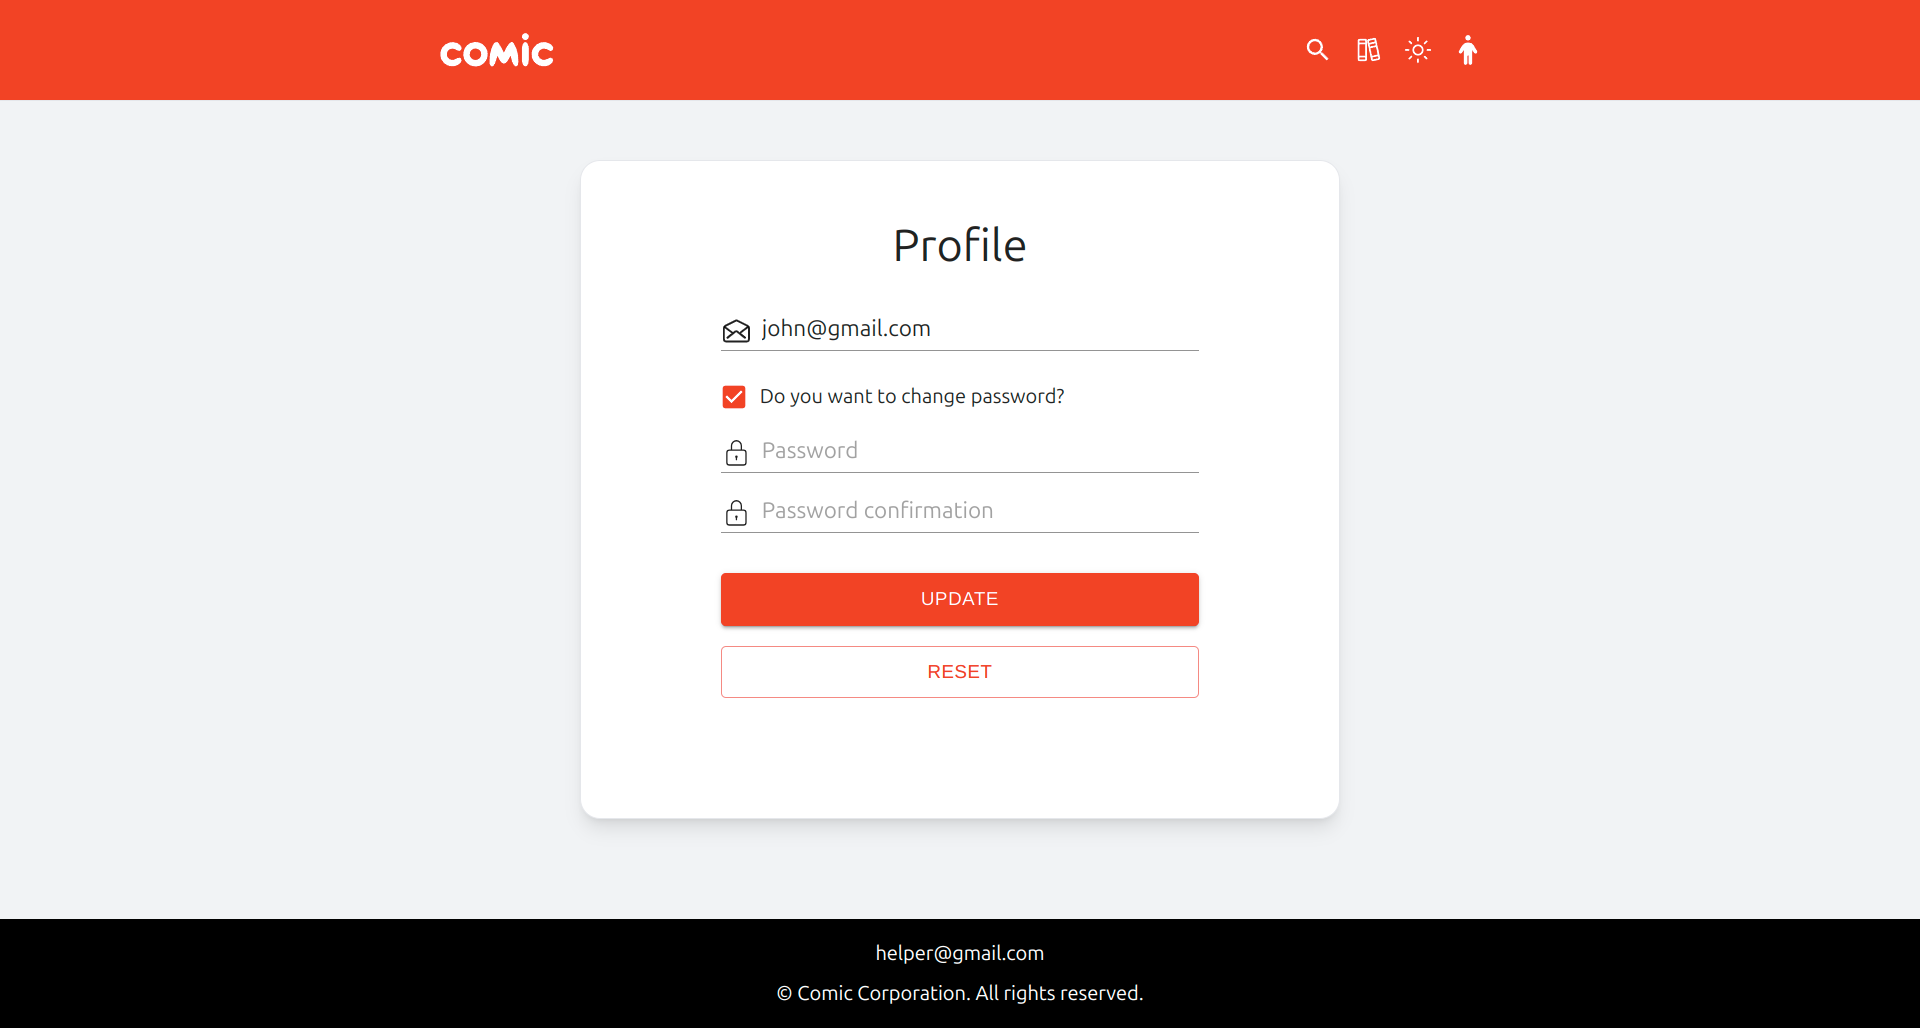 comic
Profile
john@gmail.com
Do you want to change password?
Password
Password confirmation
UPDATE
RESET
helper@gmail.com
© Comic Corporation. All rights reserved.